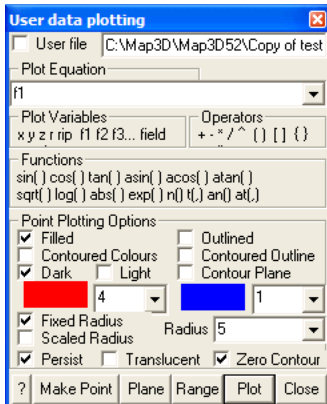 User data plotting
User file C:\Map3D\Map3D52\Copy of test
Plot Equation
f1
Plot Variables Operators
x y z r rip f1 f2 f3... field + - * / ^ ( ) [ ] { }
Functions
sin( ) cos( ) tan( ) asin( ) acos( ) atan( )
sqrt( ) log( ) abs( ) exp( ) n() t(,) an() at(,)
Point Plotting Options
Filled Outlined
Contoured Colours Contoured Outline
Dark Light Contour Plane
4 1
Fixed Radius
Scaled Radius Radius 5
Persist Translucent Zero Contour
? Make Point Plane Range Plot Close